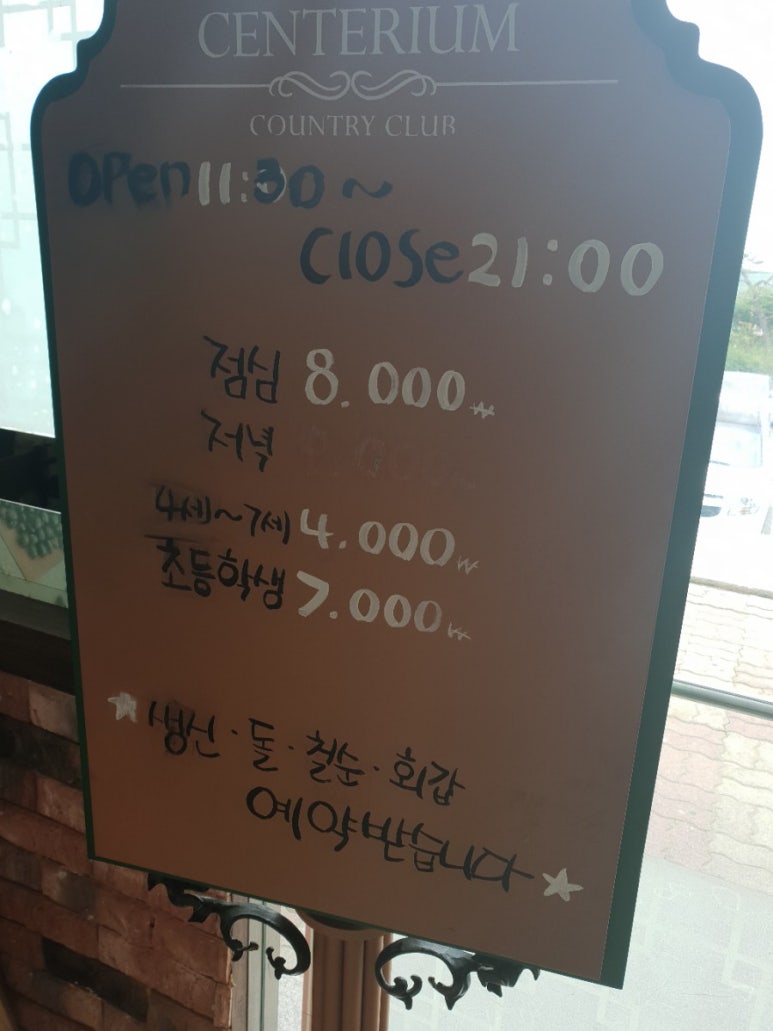 CENTERIUM
COUNTRY CLUB
OPen 11:30 ~
Close 21:00
점심 8.000₩
저녁
4세~7세 4.000₩
초등학생 7.000₩
★생신·돌·칠순·회갑
예약받습니다★